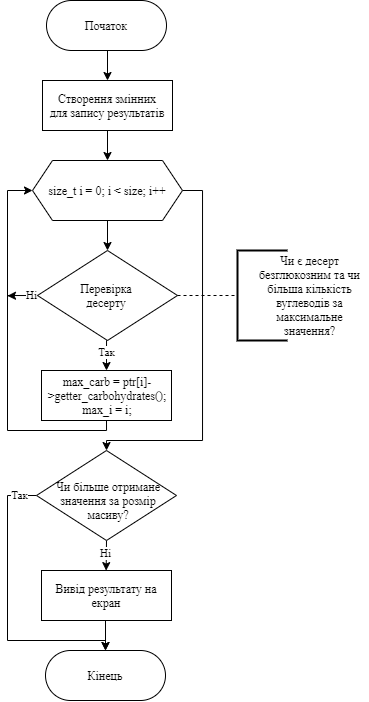 Початок
Створення змінних
для запису результатів
size_t i = 0; i < size; i++
Перевірка
десерту
Чи є десерт
безглюкозним та чи
більша кількість
вуглеводів за
максимальне
значення?
Ні
Так
max_carb = ptr[i]-
>getter_carbohydrates();
max_i = i;
Чи більше отримане
значення за розмір
масиву?
Так
Ні
Вивід результату на
екран
Кінець